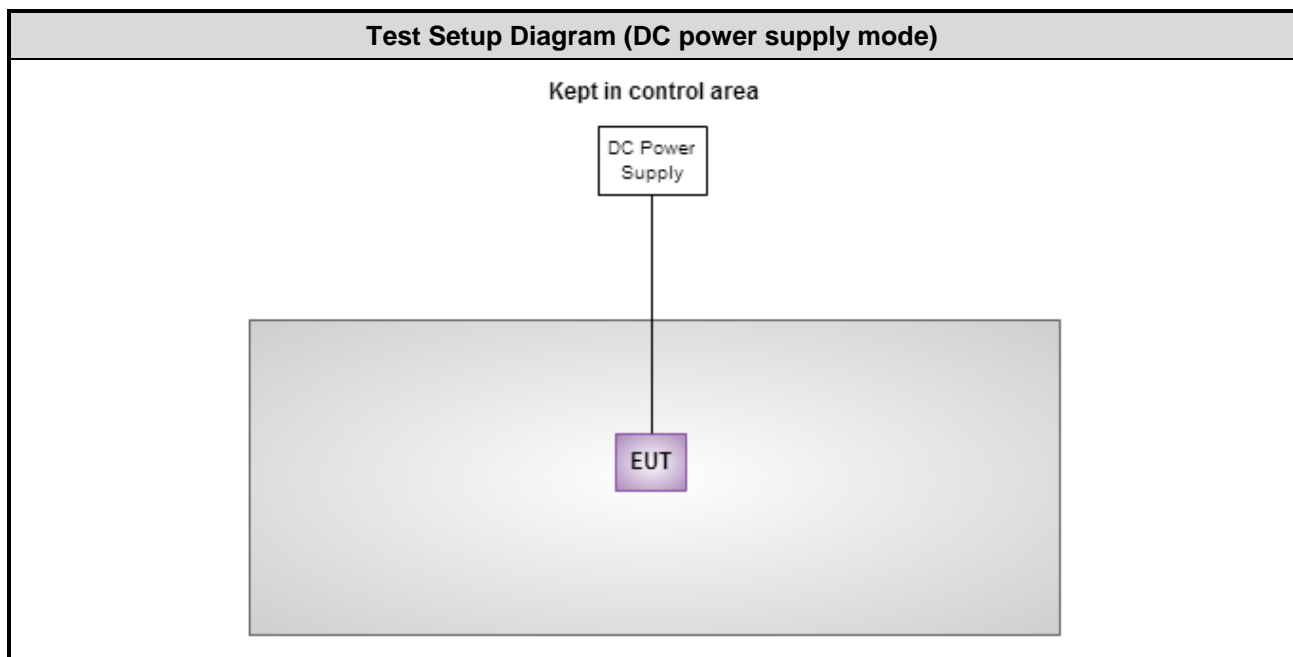 Test Setup Diagram (DC power supply mode)
Kept in control area
DC Power
Supply
EUT